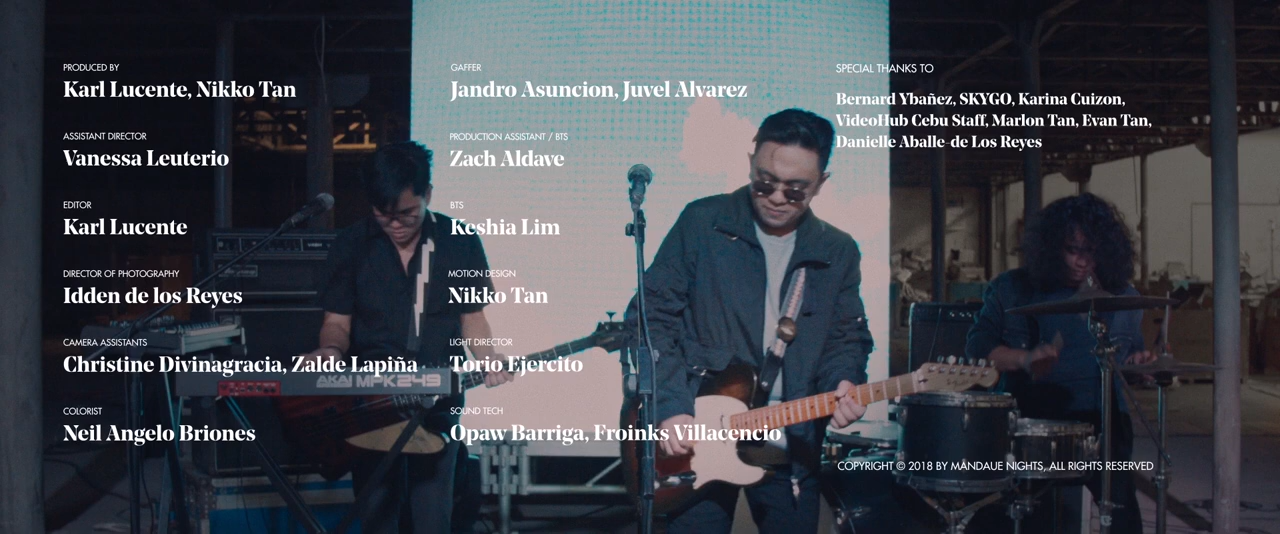 PRODUCED BY
Karl Lucente, Nikko Tan
ASSISTANT DIRECTOR
Vanessa Leuterio
EDITOR
Karl Lucente
DIRECTOR OF PHOTOGRAPHY
Idden de los Reyes
CAMERA ASSISTANTS
Christine Divinagracia, Zalde Lapiña
COLORIST
Neil Angelo Briones
GAFFER
Jandro Asuncion, Juvel Alvarez
PRODUCTION ASSISTANT / BTS
Zach Aldave
BTS
Keshia Lim
MOTION DESIGN
Nikko Tan
LIGHT DIRECTOR
Torio Ejercito
SOUND TECH
Opaw Barriga, Froinks Villacencio
SPECIAL THANKS TO
Bernard Ybañez, SKYGO, Karina Cuizon,
VideoHub Cebu Staff, Marlon Tan, Evan Tan,
Danielle Aballe-de Los Reyes
COPYRIGHT © 2018 BY MANDAUE NIGHTS, ALL RIGHTS RESERVED
AKAI MPK249